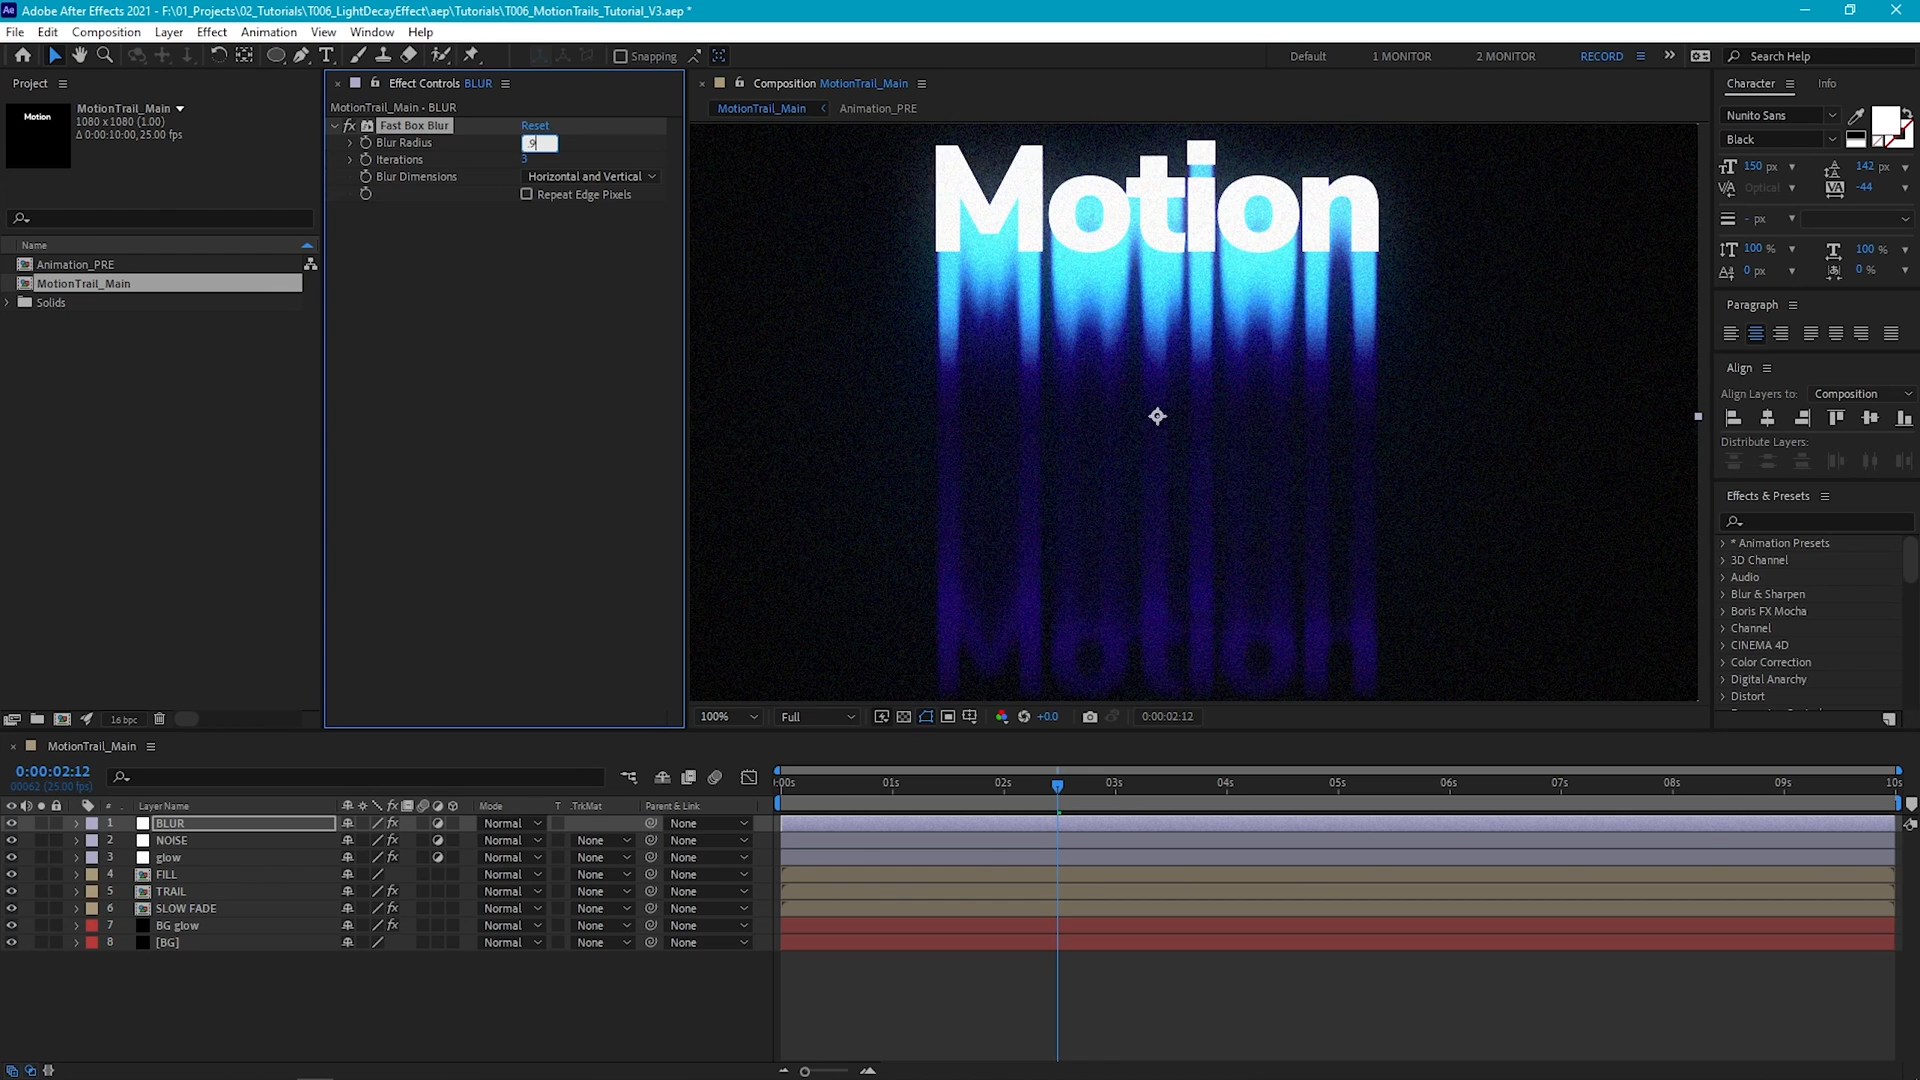 Adobe After Effects 2021 - F:\01_Projects\02_Tutorials\T006_LightDecayEffect\aep\Tutorials\T006_MotionTrails_Tutorial_V3.aep *
File Edit Composition Layer Effect Animation View Window Help
Snapping Default 1 MONITOR 2 MONITOR RECORD Search Help
Project
MotionTrail_Main
1080 x 1080 (1.00)
Δ 0:00:10:00, 25.00 fps
Motion
Name
Animation_PRE
MotionTrail_Main
Solids
16 bpc
Effect Controls BLUR
MotionTrail_Main • BLUR
fx Fast Box Blur Reset
Blur Radius .9
Iterations 3
Blur Dimensions Horizontal and Vertical
Repeat Edge Pixels
Composition MotionTrail_Main
MotionTrail_Main Animation_PRE
Motion
Motion
100% Full +0.0 0:00:02:12
Character Info
Nunito Sans
Black
150 px 142 px
Optical -44
- px
100 % 100 %
0 px 0 %
Paragraph
Align
Align Layers to: Composition
Distribute Layers:
Effects & Presets
* Animation Presets
3D Channel
Audio
Blur & Sharpen
Boris FX Mocha
Channel
CINEMA 4D
Color Correction
Digital Anarchy
Distort
MotionTrail_Main
0:00:02:12
00062 (25.00 fps)
:00s 01s 02s 03s 04s 05s 06s 07s 08s 09s 10s
# Layer Name fx Mode T .TrkMat Parent & Link
1 BLUR fx Normal None
2 NOISE Normal None None
3 glow fx Normal None None
4 FILL Normal None None
5 TRAIL fx Normal None None
6 SLOW FADE fx Normal None None
7 BG glow fx Normal None None
8 [BG] Normal None None